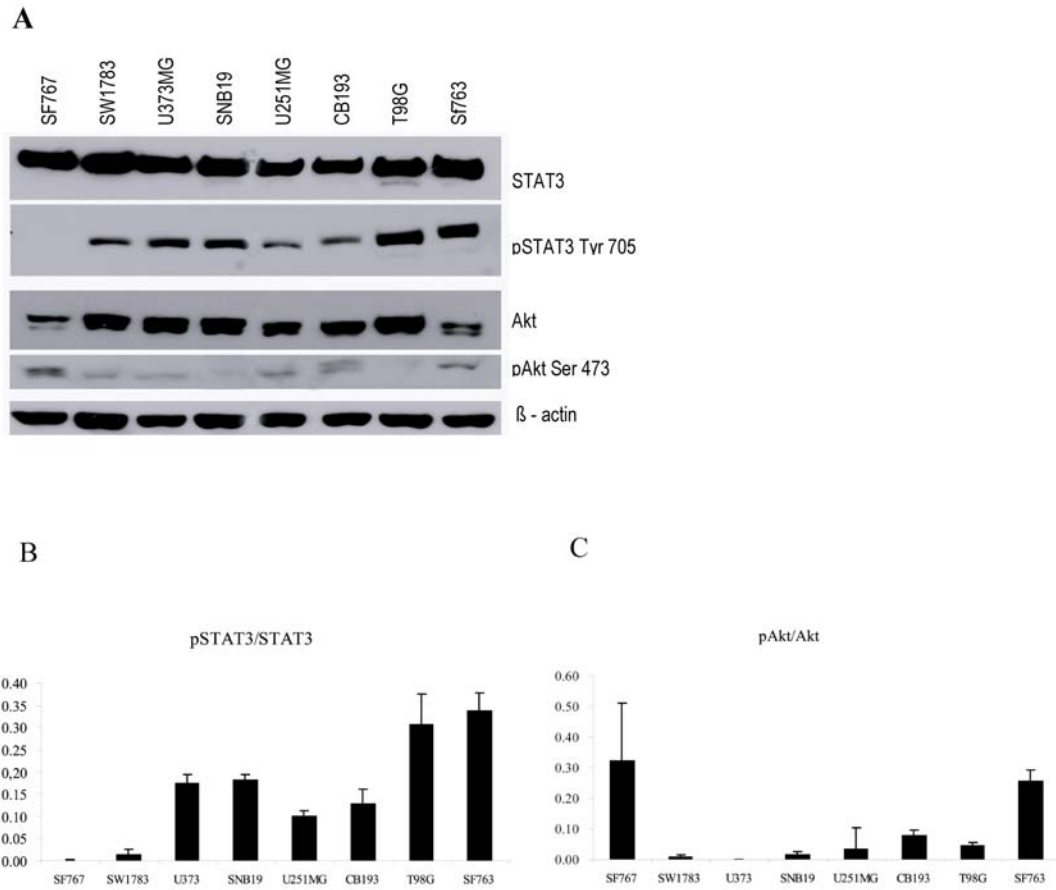 A
SF767 SW1783 U373MG SNB19 U251MG CB193 T98G Sf763
STAT3
pSTAT3 Tyr 705
Akt
pAkt Ser 473
ß - actin
B
pSTAT3/STAT3
0.40
0.35
0.30
0.25
0,20
0.15
0.10
0.05
0.00
SF767 SW1783 U373 SNB19 U251MG CB193 T98G SF763
C
pAkt/Akt
0.60
0.50
0.40
0.30
0.20
0.10
0.00
SF767 SW1783 U373 SNB19 U251MG CB193 T98G SF763